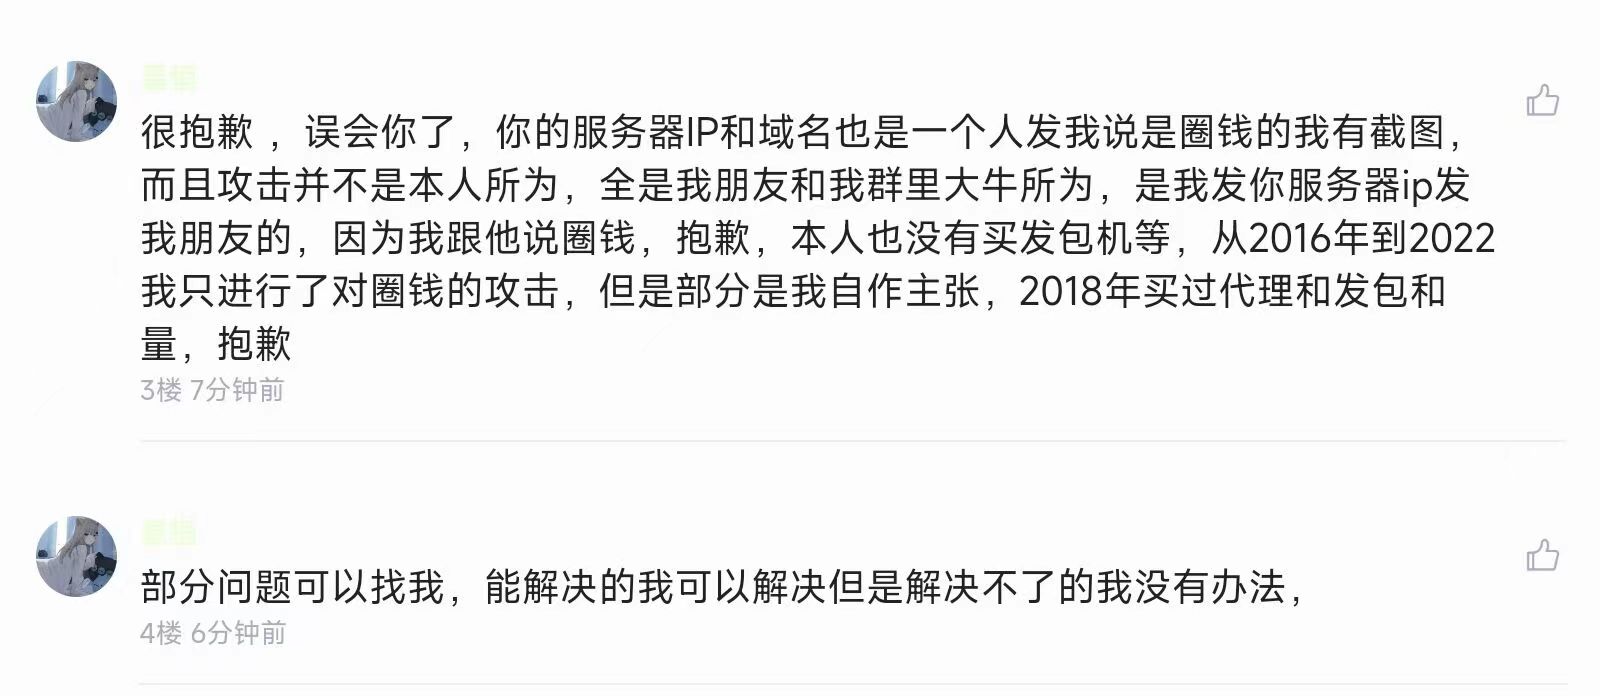 很抱歉，误会你了，你的服务器IP和域名也是一个人发我说是圈钱的我有截图，
而且攻击并不是本人所为，全是我朋友和我群里大牛所为，是我发你服务器ip发
我朋友的，因为我跟他说圈钱，抱歉，本人也没有买发包机等，从2016年到2022
我只进行了对圈钱的攻击，但是部分是我自作主张，2018年买过代理和发包和
量，抱歉
3楼 7分钟前
部分问题可以找我，能解决的我可以解决但是解决不了的我没有办法，
4楼 6分钟前